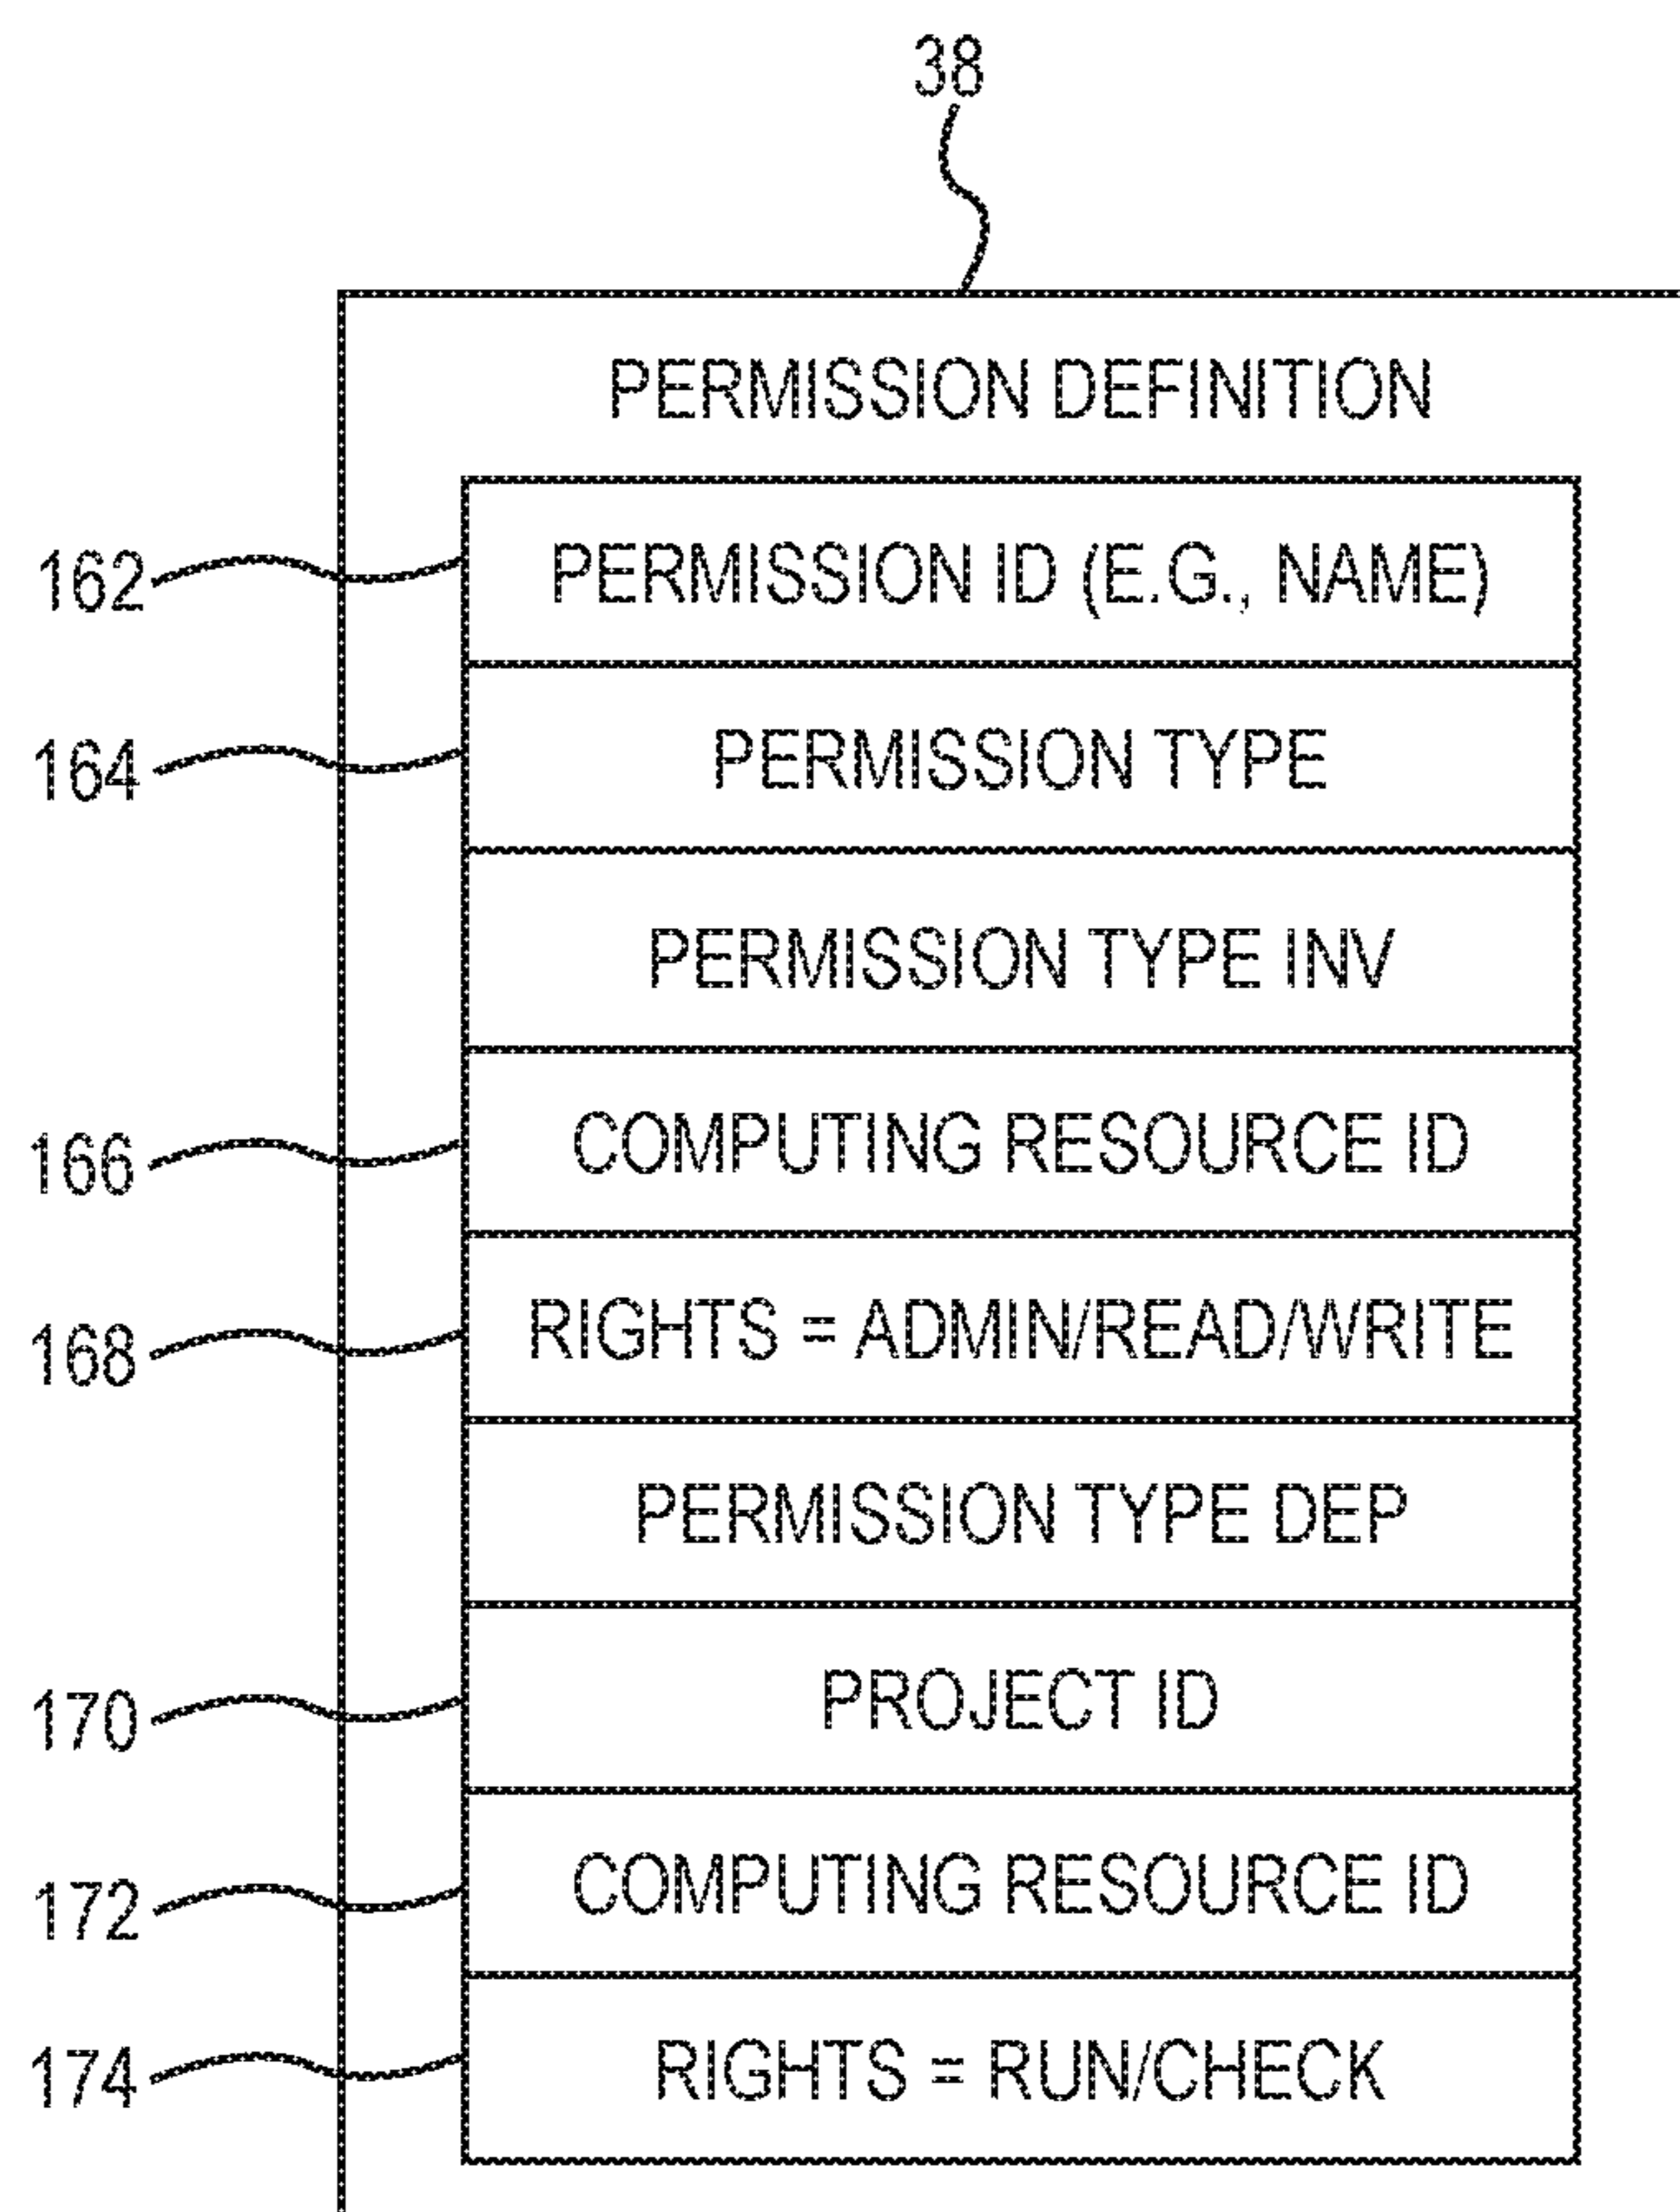 38
PERMISSION DEFINITION
162 PERMISSION ID (E.G., NAME)
164 PERMISSION TYPE
PERMISSION TYPE INV
166 COMPUTING RESOURCE ID
168 RIGHTS = ADMIN/READ/WRITE
PERMISSION TYPE DEP
170 PROJECT ID
172 COMPUTING RESOURCE ID
174 RIGHTS = RUN/CHECK